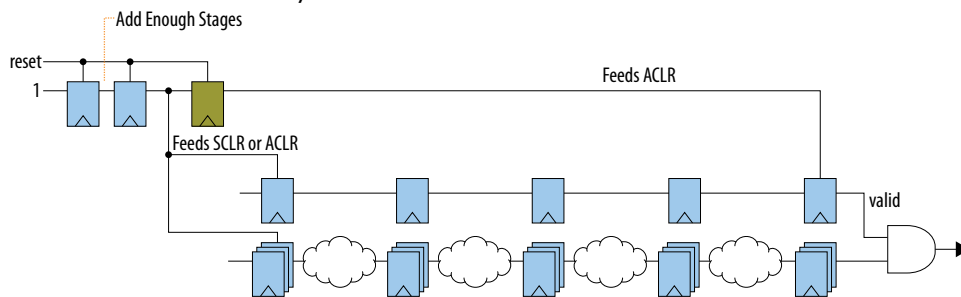 Add Enough Stages
reset
1
Feeds ACLR
Feeds SCLR or ACLR
valid